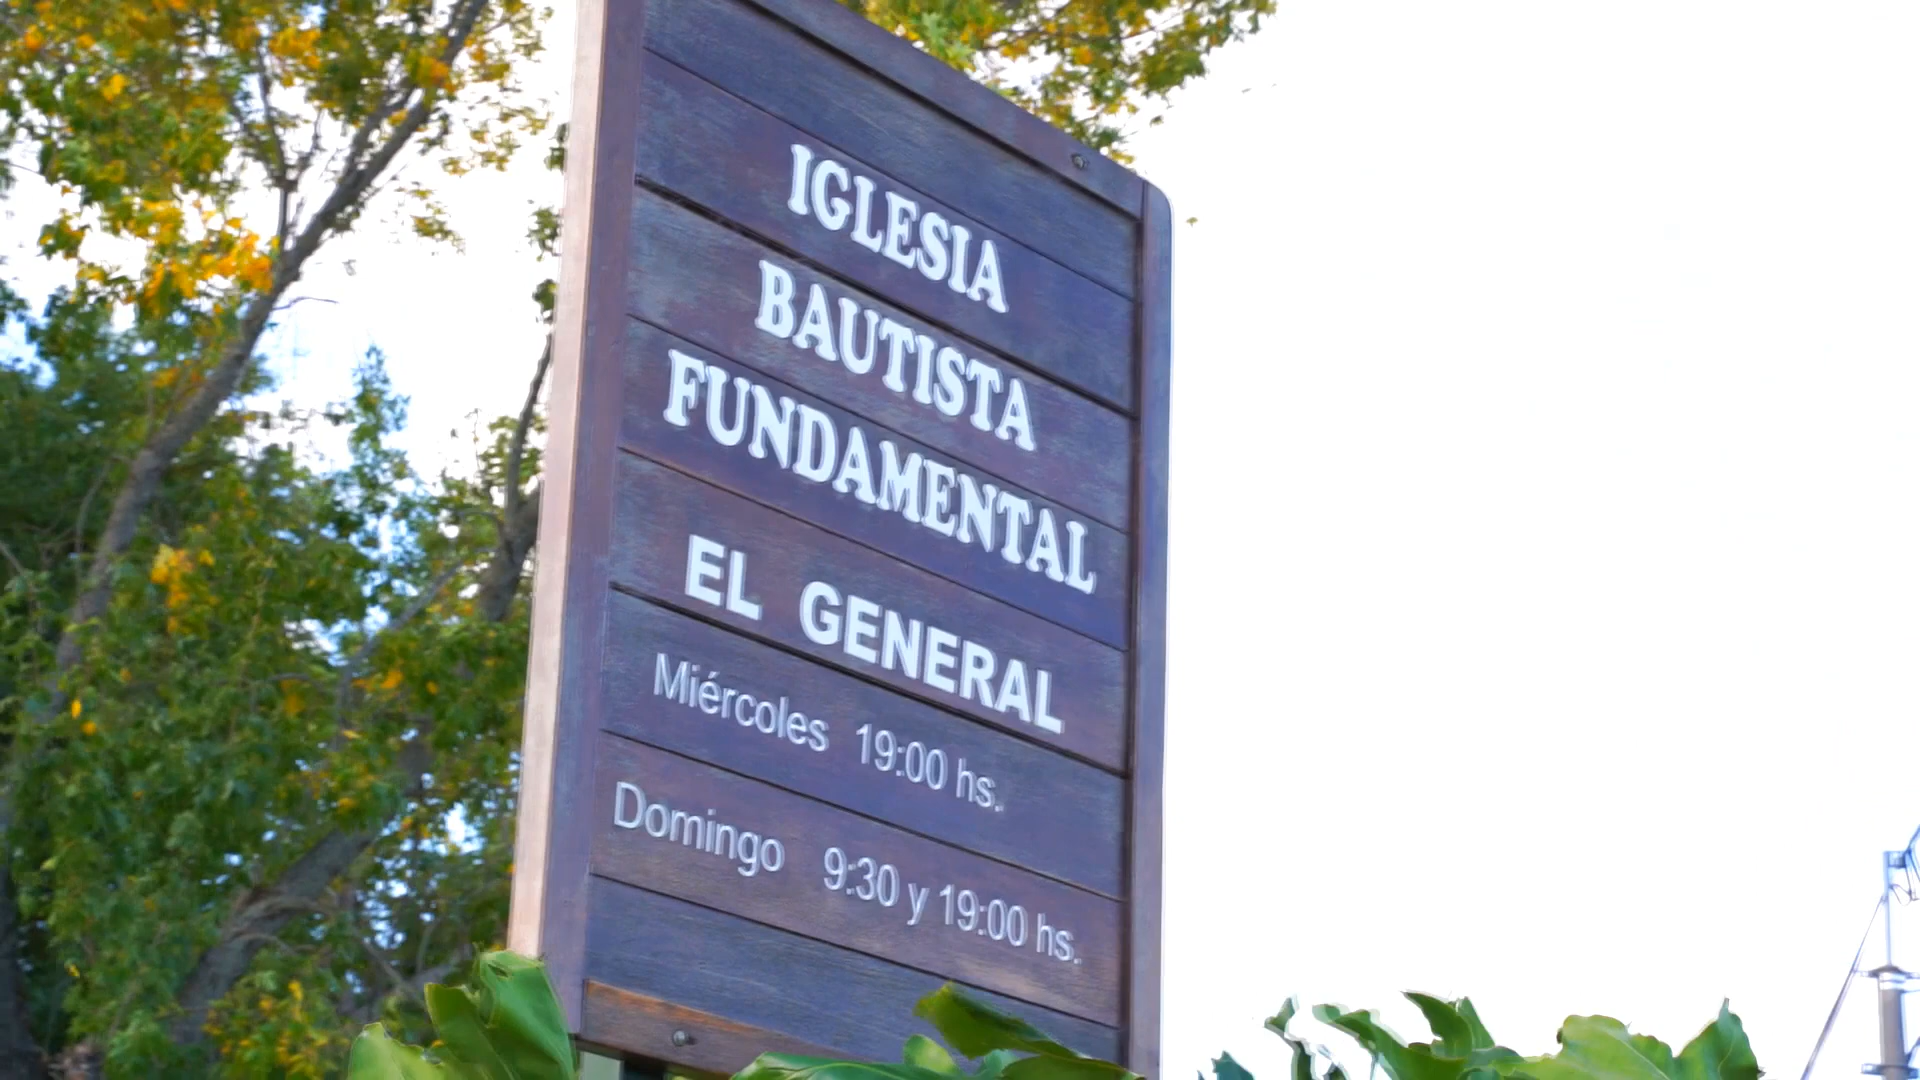 IGLESIA
BAUTISTA
FUNDAMENTAL
EL GENERAL
Miércoles 19:00 hs.
Domingo 9:30 y 19:00 hs.